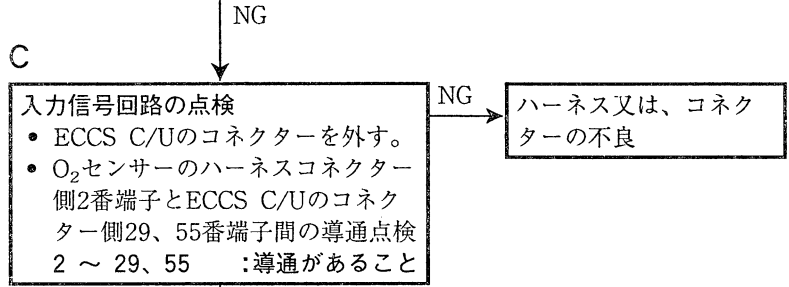 NG
C
入力信号回路の点検
• ECCS C/Uのコネクターを外す。
• O₂センサーのハーネスコネクター
側2番端子とECCS C/Uのコネク
ター側29、55番端子間の導通点検
2 ～ 29、55 :導通があること
NG
ハーネス又は、コネク
ターの不良